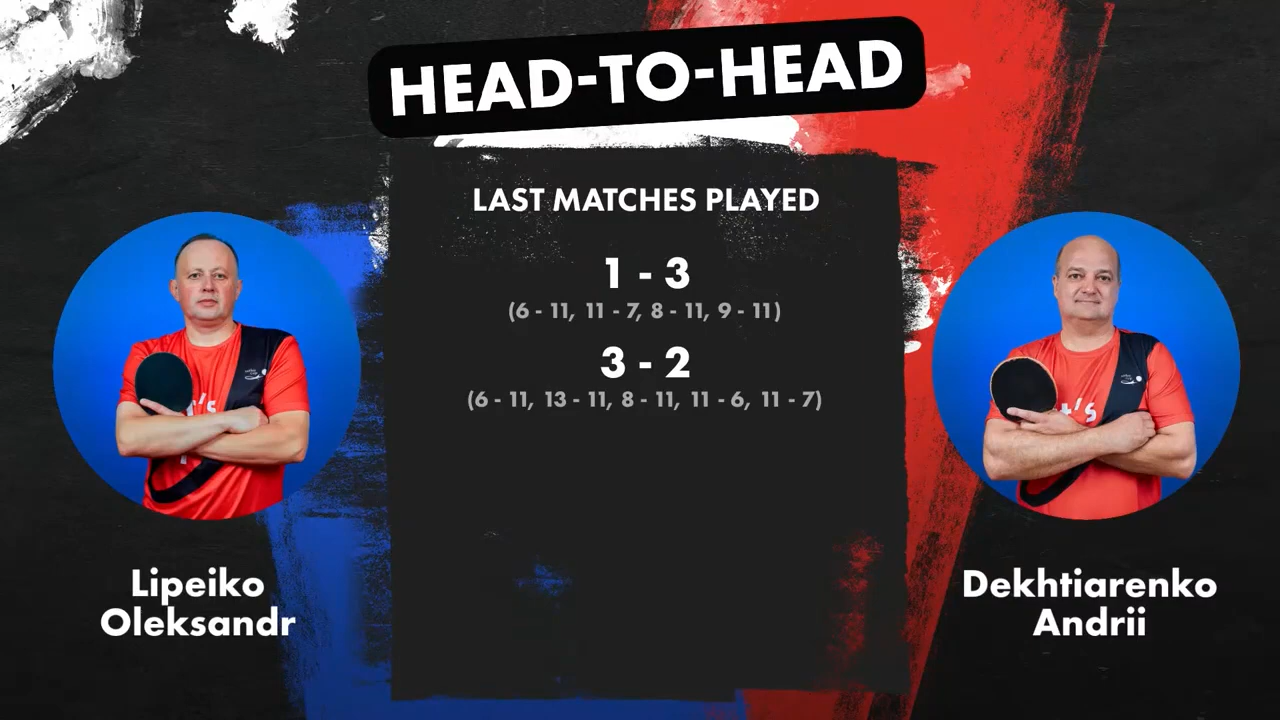 HEAD-TO-HEAD
LAST MATCHES PLAYED
1 - 3
(6 - 11, 11 - 7, 8 - 11, 9 - 11)
3 - 2
(6 - 11, 13 - 11, 8 - 11, 11 - 6, 11 - 7)
Lipeiko
Oleksandr
Dekhtiarenko
Andrii